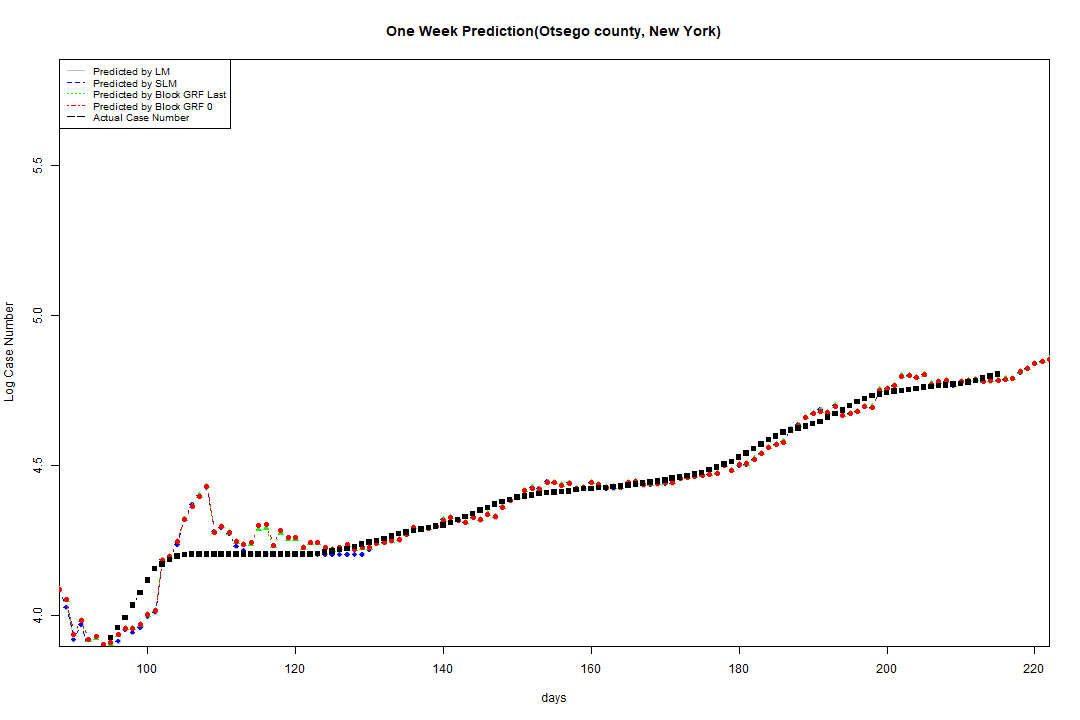 One Week Prediction(Otsego county, New York)
Predicted by LM
Predicted by SLM
Predicted by Block GRF Last
Predicted by Block GRF 0
Actual Case Number
5.5
5.0
4.5
4.0
Log Case Number
100 120 140 160 180 200 220
days